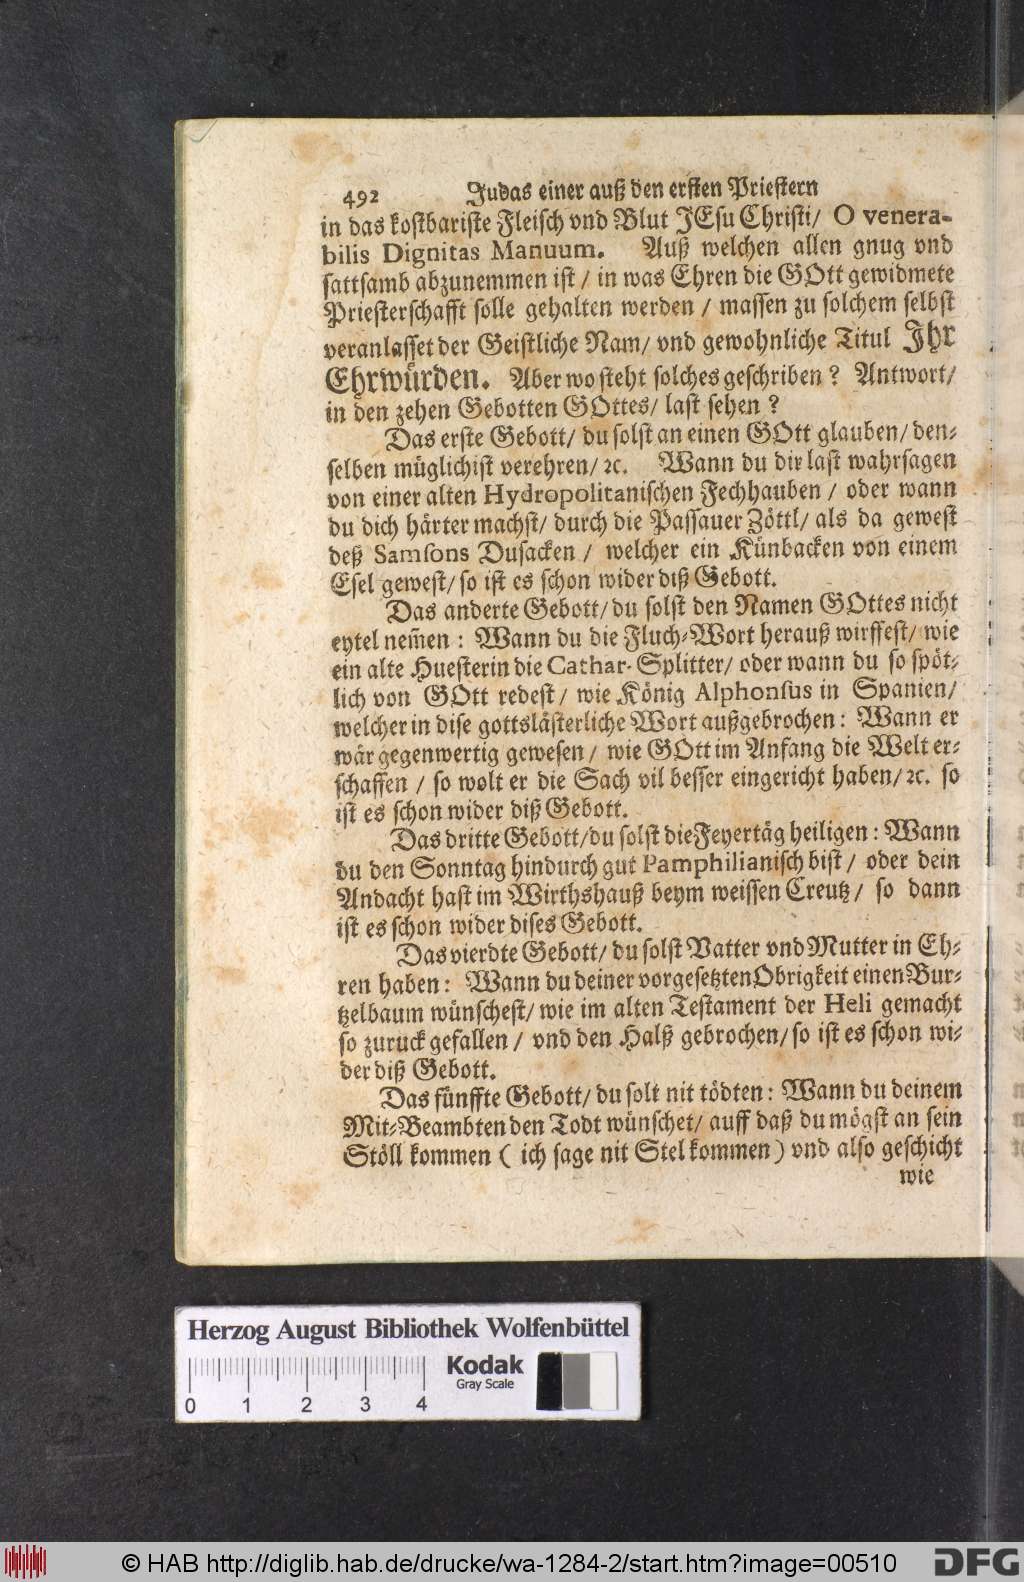 492 Judas einer auß den ersten Priestern
in das kostbariste Fleisch vnd Blut JEsu Christi/ O venera-
bilis Dignitas Manuum. Auß welchen allen gnug vnd
sattsamb abzunemmen ist / in was Ehren die GOtt gewidmete
Priesterschafft solle gehalten werden / massen zu solchem selbst
veranlasset der Geistliche Nam/ vnd gewohnliche Titul Ihr
Ehrwürden. Aber wo steht solches geschriben? Antwort/
in den zehen Gebotten GOttes/ last sehen?
Das erste Gebott/ du solst an einen GOtt glauben/ den-
selben müglichist verehren/ ꝛc. Wann du dir last wahrsagen
von einer alten Hydropolitanischen Fechhauben / oder wann
du dich härter machst/ durch die Passauer Zöttl/ als da gewest
deß Samsons Dusacken / welcher ein Künbacken von einem
Esel gewest/ so ist es schon wider diß Gebott.
Das anderte Gebott/ du solst den Namen GOttes nicht
eytel nem̄en: Wann du die Fluch-Wort herauß wirffest/ wie
ein alte Huesterin die Cathar-Splitter/ oder wann du so spöt-
lich von GOtt redest/ wie König Alphonsus in Spanien/
welcher in dise gottslästerliche Wort außgebrochen: Wann er
wär gegenwertig gewesen/ wie GOtt im Anfang die Welt er-
schaffen / so wolt er die Sach vil besser eingericht haben/ ꝛc. so
ist es schon wider diß Gebott.
Das dritte Gebott/ du solst die Feyertäg heiligen: Wann
du den Sonntag hindurch gut Pamphilianisch bist/ oder dein
Andacht hast im Wirthshauß beym weissen Creutz/ so dann
ist es schon wider dises Gebott.
Das vierdte Gebott/ du solst Vatter vnd Mutter in Eh-
ren haben: Wann du deiner vorgesetzten Obrigkeit einen Bur-
tzelbaum wünschest/ wie im alten Testament der Heli gemacht
so zuruck gefallen / vnd den Halß gebrochen/ so ist es schon wi-
der diß Gebott.
Das fünffte Gebott/ du solt nit tödten: Wann du deinem
Mit-Beambten den Todt wünschet/ auff daß du mögst an sein
Stöll kommen ( ich sage nit Stel kommen) vnd also geschicht
wie
Herzog August Bibliothek Wolfenbüttel
Kodak
Gray Scale
0 1 2 3 4
© HAB http://diglib.hab.de/drucke/wa-1284-2/start.htm?image=00510
DFG